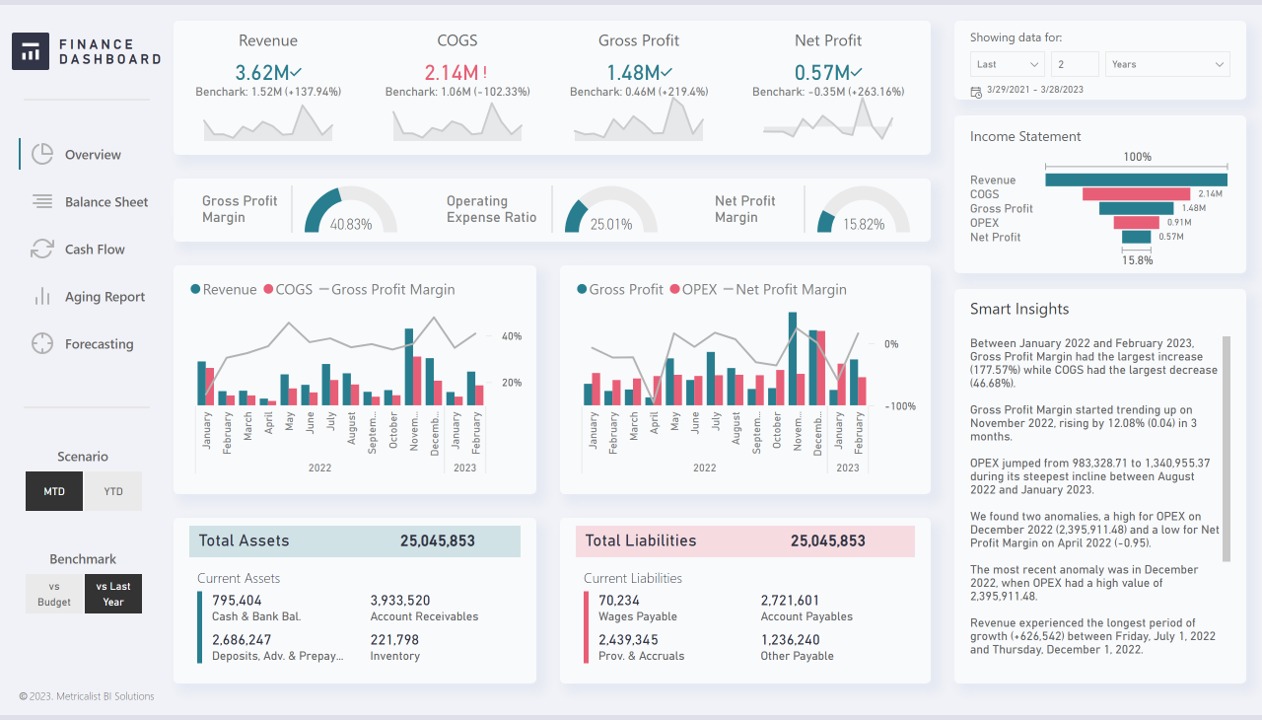 FINANCE
DASHBOARD
Overview
Balance Sheet
Cash Flow
Aging Report
Forecasting
Scenario
MTD YTD
Benchmark
vs Budget
vs Last Year
© 2023. Metricalist BI Solutions
Revenue
3.62M
Benchark: 1.52M (+137.94%)
COGS
2.14M !
Benchark: 1.06M (-102.33%)
Gross Profit
1.48M
Benchark: 0.46M (+219.4%)
Net Profit
0.57M
Benchark: -0.35M (+263.16%)
Gross Profit
Margin
40.83%
Operating
Expense Ratio
25.01%
Net Profit
Margin
15.82%
Revenue COGS Gross Profit Margin
40%
20%
January
February
March
April
May
June
July
August
Septem...
October
Novem...
Decemb...
January
February
2022 2023
Gross Profit OPEX Net Profit Margin
0%
-100%
January
February
March
April
May
June
July
August
Septem...
October
Novem...
Decemb...
January
February
2022 2023
Total Assets 25,045,853
Current Assets
795,404 3,933,520
Cash & Bank Bal. Account Receivables
2,686,247 221,798
Deposits, Adv. & Prepay... Inventory
Total Liabilities 25,045,853
Current Liabilities
70,234 2,721,601
Wages Payable Account Payables
2,439,345 1,236,240
Prov. & Accruals Other Payable
Showing data for:
Last 2 Years
3/29/2021 - 3/28/2023
Income Statement
100%
Revenue
COGS 2.14M
Gross Profit 1.48M
OPEX 0.91M
Net Profit 0.57M
15.8%
Smart Insights
Between January 2022 and February 2023,
Gross Profit Margin had the largest increase
(177.57%) while COGS had the largest decrease
(46.68%).
Gross Profit Margin started trending up on
November 2022, rising by 12.08% (0.04) in 3
months.
OPEX jumped from 983,328.71 to 1,340,955.37
during its steepest incline between August
2022 and January 2023.
We found two anomalies, a high for OPEX on
December 2022 (2,395,911.48) and a low for Net
Profit Margin on April 2022 (-0.95).
The most recent anomaly was in December
2022, when OPEX had a high value of
2,395,911.48.
Revenue experienced the longest period of
growth (+626,542) between Friday, July 1, 2022
and Thursday, December 1, 2022.